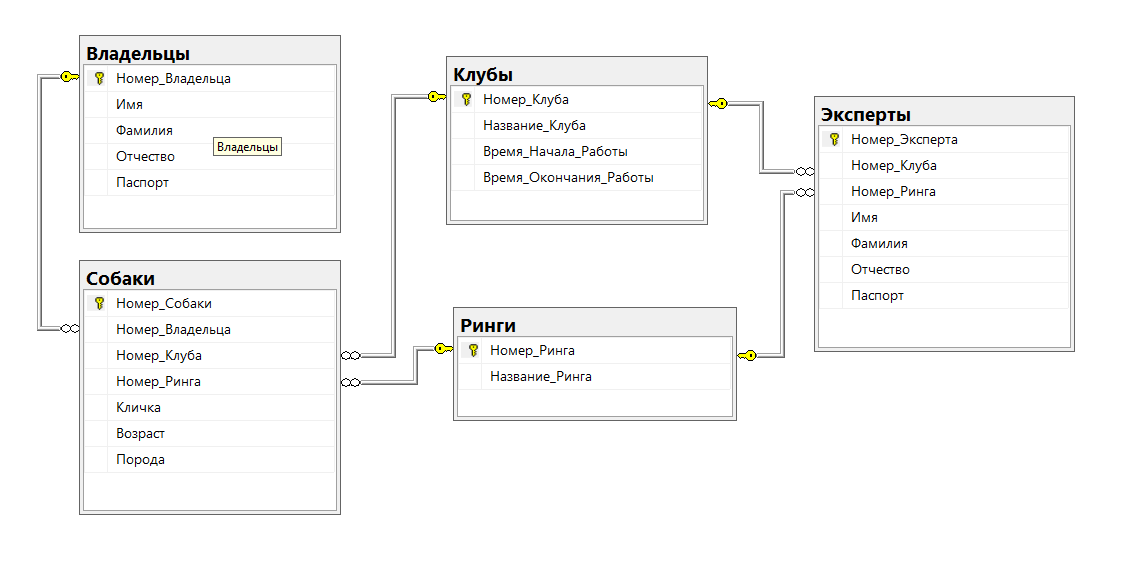 Владельцы
Номер_Владельца
Имя
Фамилия
Владельцы
Отчество
Паспорт
Собаки
Номер_Собаки
Номер_Владельца
Номер_Клуба
Номер_Ринга
Кличка
Возраст
Порода
Клубы
Номер_Клуба
Название_Клуба
Время_Начала_Работы
Время_Окончания_Работы
Ринги
Номер_Ринга
Название_Ринга
Эксперты
Номер_Эксперта
Номер_Клуба
Номер_Ринга
Имя
Фамилия
Отчество
Паспорт